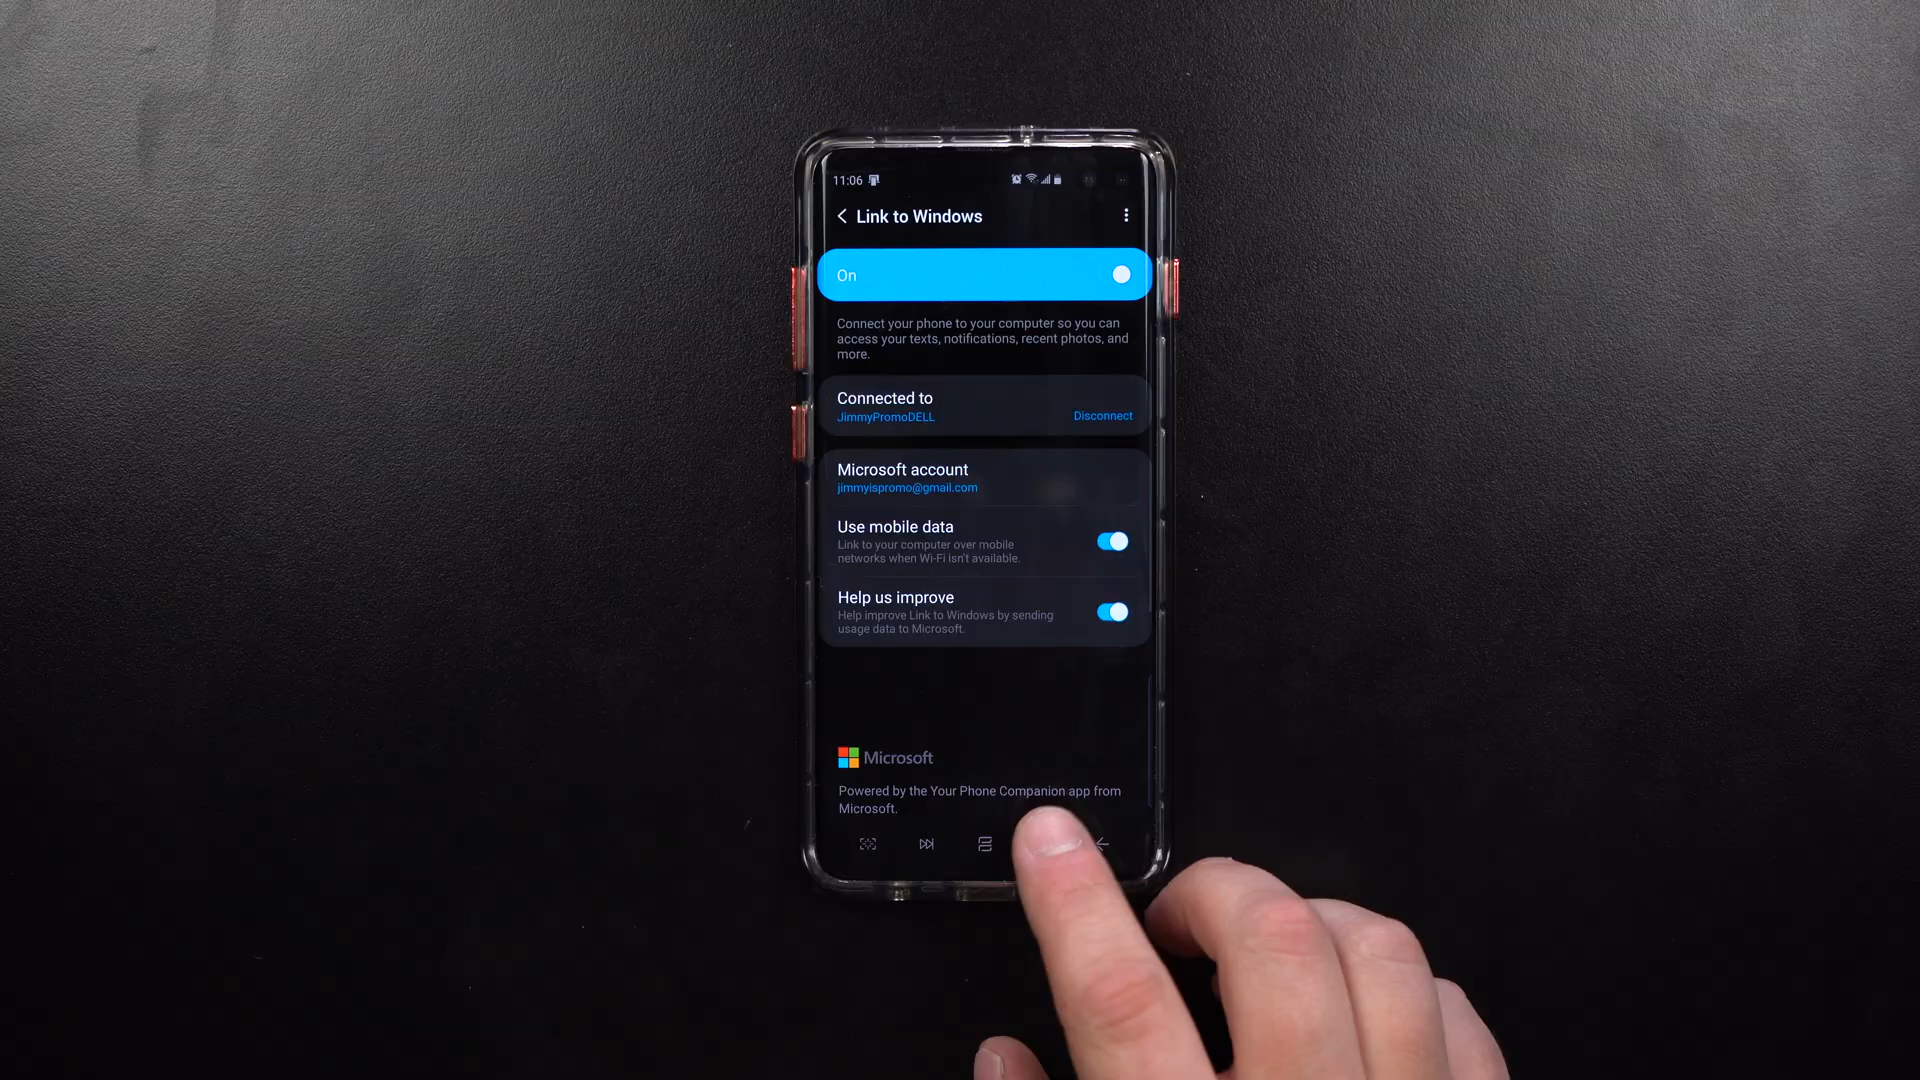 11:06
Link to Windows
On
Connect your phone to your computer so you can
access your texts, notifications, recent photos, and
more.
Connected to
JimmyPromoDELL
Disconnect
Microsoft account
jimmyispromo@gmail.com
Use mobile data
Link to your computer over mobile
networks when Wi-Fi isn't available.
Help us improve
Help improve Link to Windows by sending
usage data to Microsoft.
Microsoft
Powered by the Your Phone Companion app from
Microsoft.